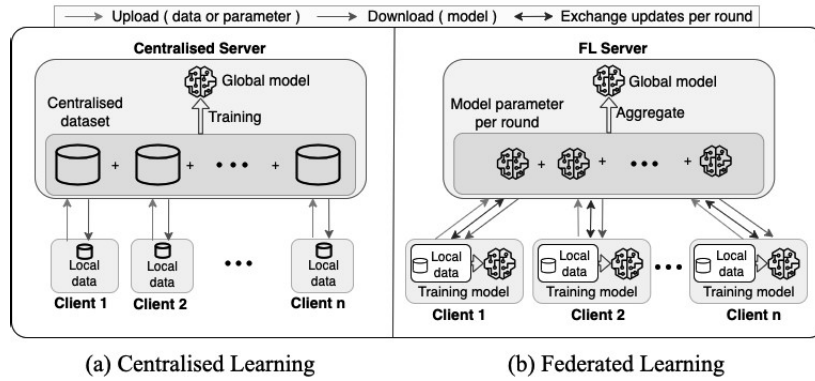 Upload ( data or parameter ) Download ( model ) Exchange updates per round
Centralised Server
Global model
Centralised
dataset
Training
+ + • • • +
Local
data
Local
data
• • •
Local
data
Client 1 Client 2 Client n
(a) Centralised Learning
FL Server
Global model
Model parameter
per round
Aggregate
+ + • • • +
Local
data
Training model
Local
data
Training model
• • •
Local
data
Training model
Client 1 Client 2 Client n
(b) Federated Learning